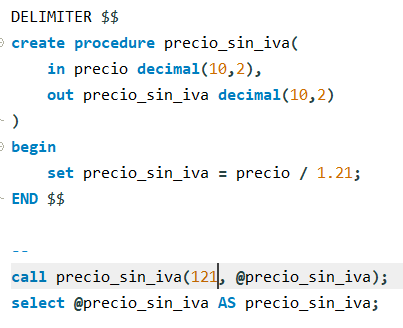 DELIMITER $$
create procedure precio_sin_iva(
in precio decimal(10,2),
out precio_sin_iva decimal(10,2)
)
begin
set precio_sin_iva = precio / 1.21;
END $$
--
call precio_sin_iva(121, @precio_sin_iva);
select @precio_sin_iva AS precio_sin_iva;